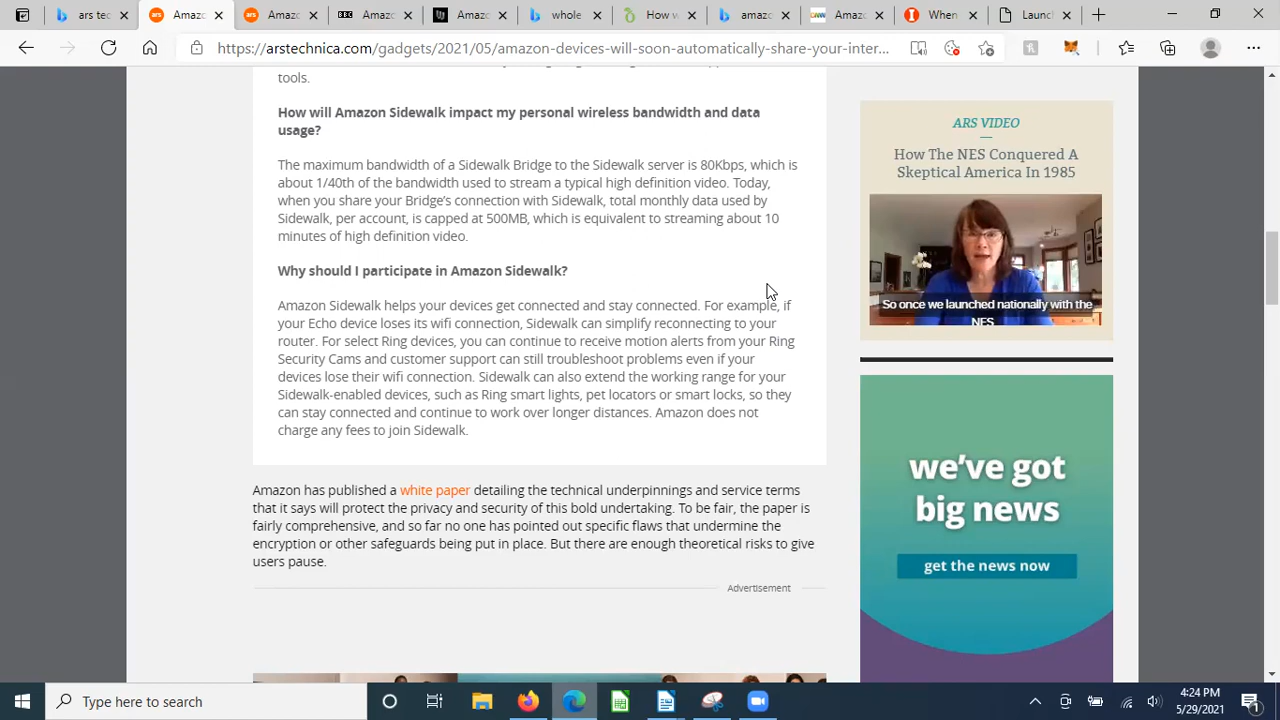 ars tec
Amaz
Amaz
Amaz
Amaz
who
How w
Amaz
Amaz
When
Launc
https://arstechnica.com/gadgets/2021/05/amazon-devices-will-soon-automatically-share-your-inter...
tools.
How will Amazon Sidewalk impact my personal wireless bandwidth and data
usage?
The maximum bandwidth of a Sidewalk Bridge to the Sidewalk server is 80Kbps, which is
about 1/40th of the bandwidth used to stream a typical high definition video. Today,
when you share your Bridge's connection with Sidewalk, total monthly data used by
Sidewalk, per account, is capped at 500MB, which is equivalent to streaming about 10
minutes of high definition video.
Why should I participate in Amazon Sidewalk?
Amazon Sidewalk helps your devices get connected and stay connected. For example, if
your Echo device loses its wifi connection, Sidewalk can simplify reconnecting to your
router. For select Ring devices, you can continue to receive motion alerts from your Ring
Security Cams and customer support can still troubleshoot problems even if your
devices lose their wifi connection. Sidewalk can also extend the working range for your
Sidewalk-enabled devices, such as Ring smart lights, pet locators or smart locks, so they
can stay connected and continue to work over longer distances. Amazon does not
charge any fees to join Sidewalk.
Amazon has published a white paper detailing the technical underpinnings and service terms
that it says will protect the privacy and security of this bold undertaking. To be fair, the paper is
fairly comprehensive, and so far no one has pointed out specific flaws that undermine the
encryption or other safeguards being put in place. But there are enough theoretical risks to give
users pause.
Advertisement
ARS VIDEO
How The NES Conquered A
Skeptical America In 1985
So once we launched nationally with the
NES
we've got
big news
get the news now
Type here to search
4:24 PM
5/29/2021